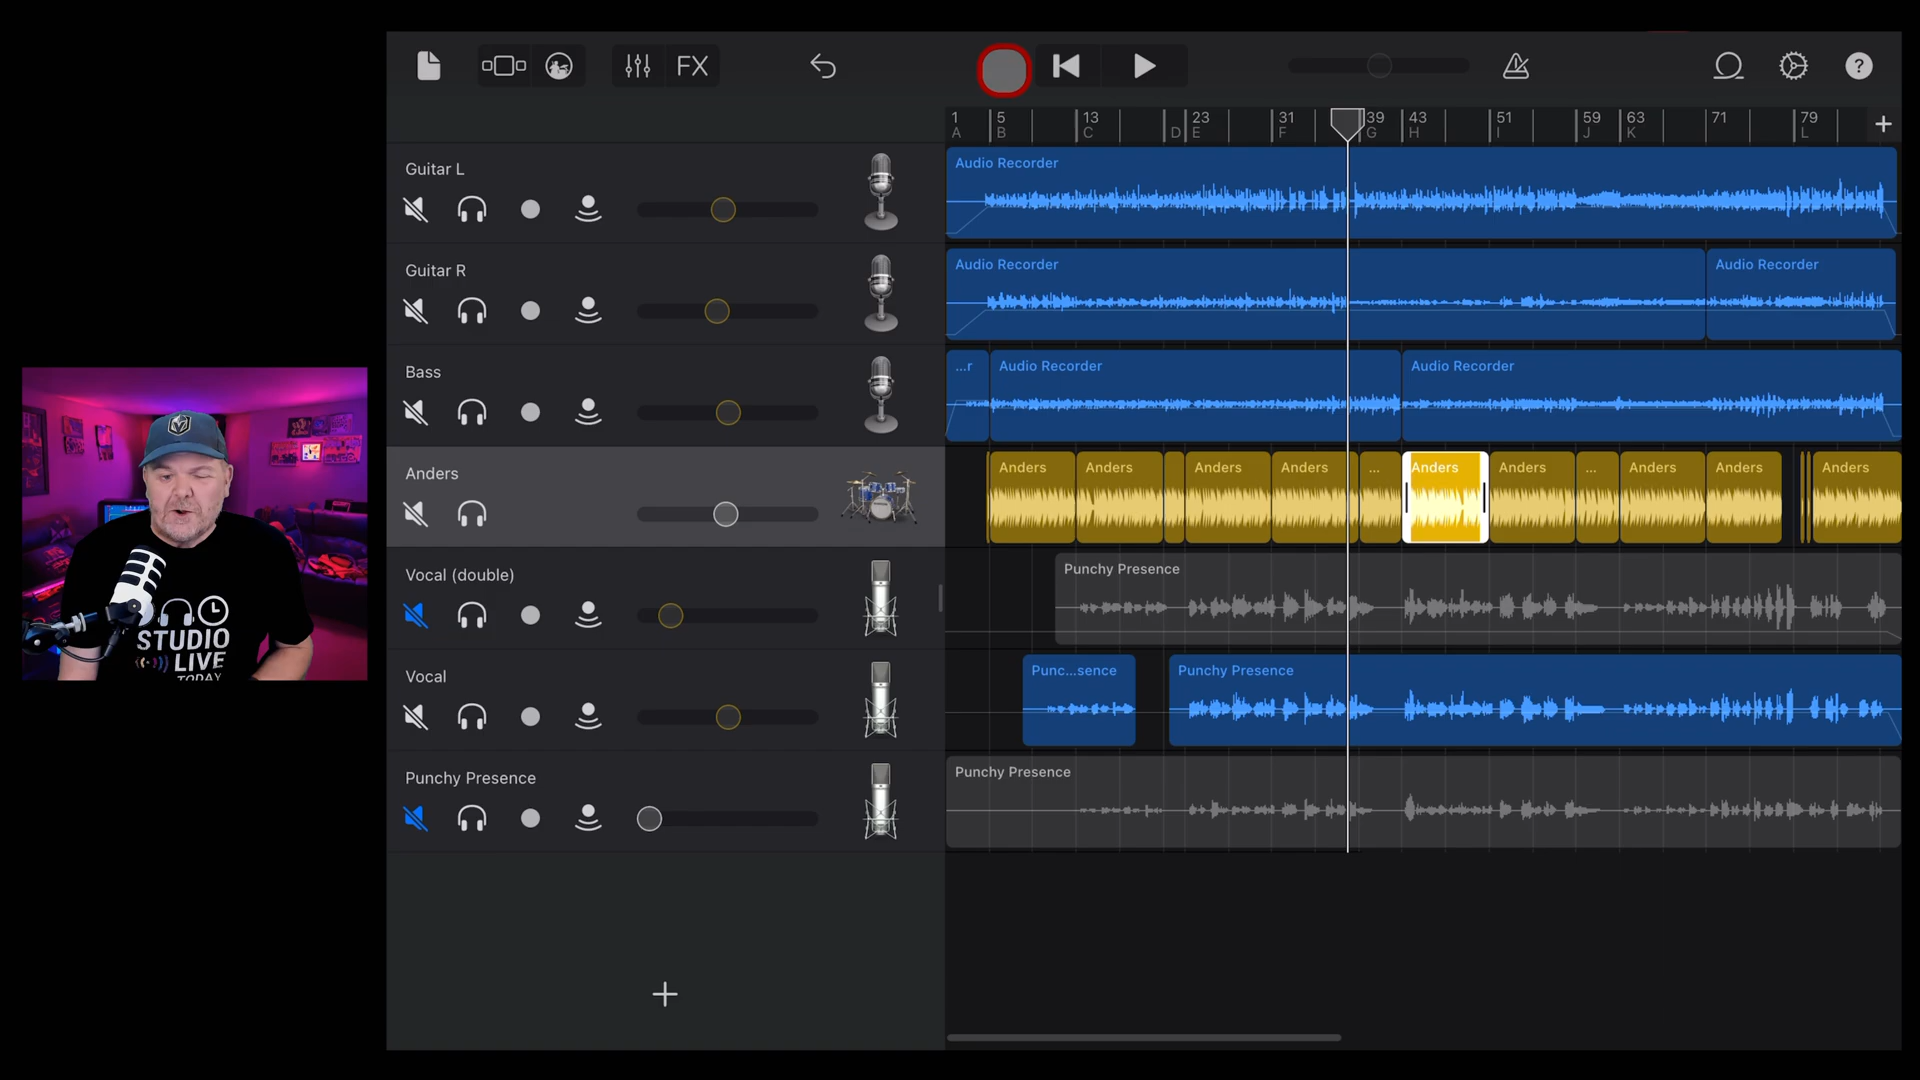 FX
?
1 5 13 23 31 39 43 51 59 63 71 79
A B C D E F G H I J K L
Guitar L
Audio Recorder
Guitar R
Audio Recorder Audio Recorder
Bass
...r Audio Recorder Audio Recorder
Anders
Anders Anders Anders Anders ... Anders Anders ... Anders Anders Anders
Vocal (double)
Punchy Presence
Vocal
Punc...sence Punchy Presence
Punchy Presence
Punchy Presence
STUDIO
LIVE
TODAY